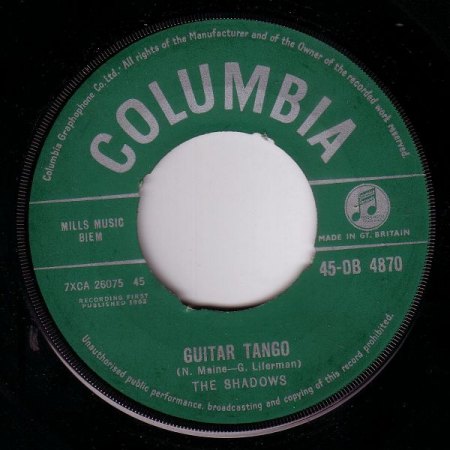 Columbia Graphophone Co. Ltd. All rights of the Manufacturer and of the Owner of the recorded work reserved.
COLUMBIA
MILLS MUSIC
BIEM
MADE IN GT. BRITAIN
7XCA 26075 45
45-DB 4870
RECORDING FIRST
PUBLISHED 1962
GUITAR TANGO
(N. Maine—G. Liferman)
THE SHADOWS
Unauthorised public performance, broadcasting and copying of this record prohibited.